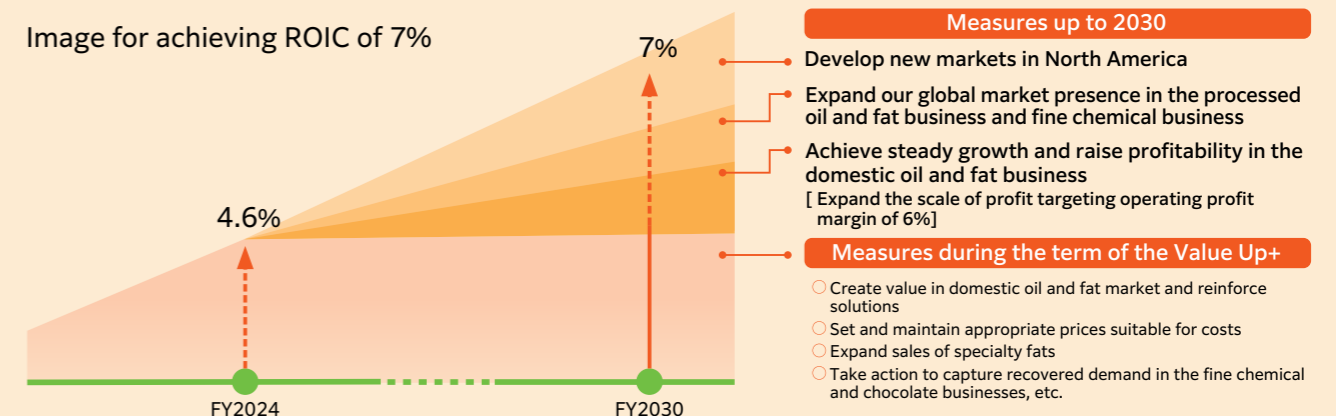 Image for achieving ROIC of 7%
7%
4.6%
FY2024
FY2030
Measures up to 2030
Develop new markets in North America
Expand our global market presence in the processed
oil and fat business and fine chemical business
Achieve steady growth and raise profitability in the
domestic oil and fat business
[ Expand the scale of profit targeting operating profit
margin of 6%]
Measures during the term of the Value Up+
○ Create value in domestic oil and fat market and reinforce
solutions
○ Set and maintain appropriate prices suitable for costs
○ Expand sales of specialty fats
○ Take action to capture recovered demand in the fine chemical
and chocolate businesses, etc.